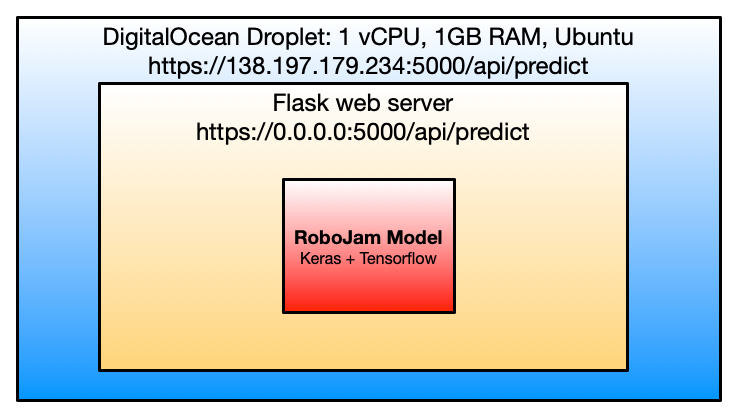 DigitalOcean Droplet: 1 vCPU, 1GB RAM, Ubuntu
https://138.197.179.234:5000/api/predict
Flask web server
https://0.0.0.0:5000/api/predict
RoboJam Model
Keras + Tensorflow